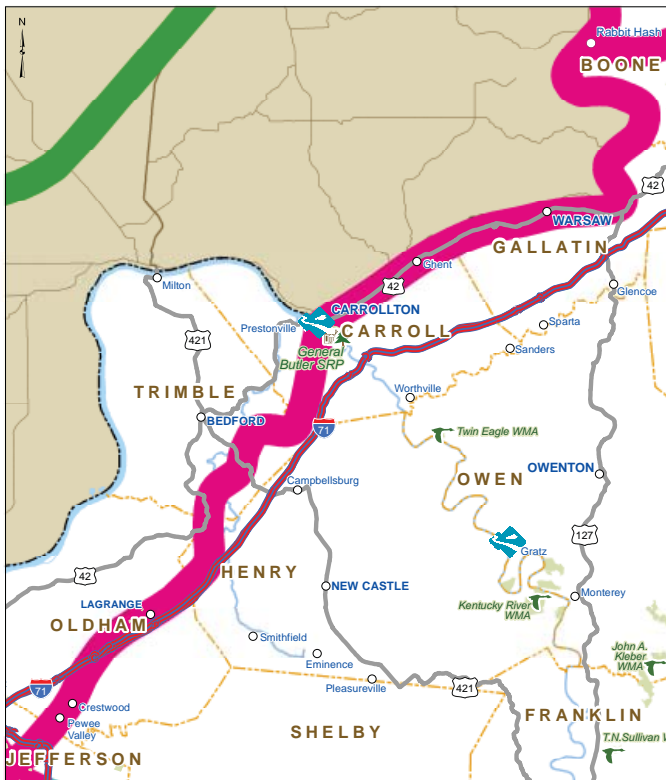 N
Rabbit Hash
BOONE
42
WARSAW
GALLATIN
Ghent
42
Milton
Glencoe
CARROLLTON
Prestonville
CARROLL
Sparta
421
General
Butler SRP
Sanders
TRIMBLE
Worthville
BEDFORD
71
Twin Eagle WMA
OWEN
OWENTON
Campbellsburg
127
Gratz
HENRY
42
NEW CASTLE
Monterey
LAGRANGE
Kentucky River
WMA
OLDHAM
Smithfield
John A.
Kleber
WMA
Eminence
Pleasureville
71
421
Crestwood
Pewee
Valley
FRANKLIN
SHELBY
T.N.Sullivan W
JEFFERSON